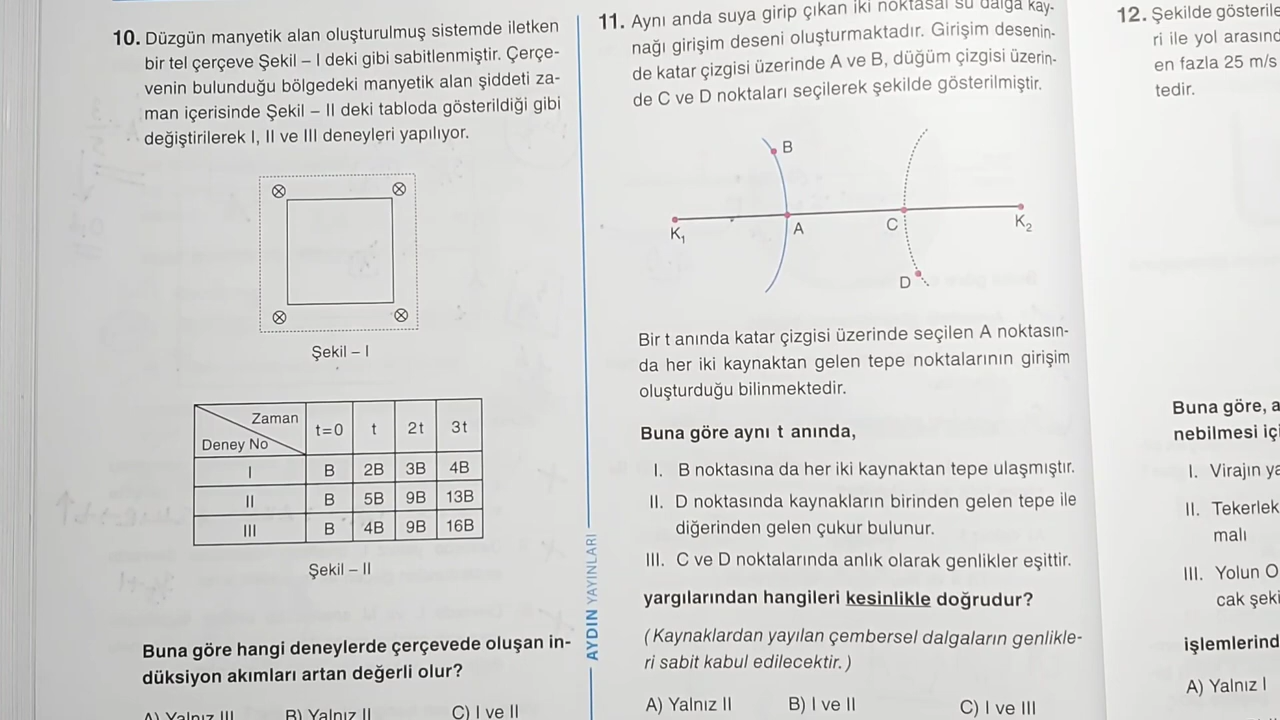 10. Düzgün manyetik alan oluşturulmuş sistemde iletken
bir tel çerçeve Şekil – I deki gibi sabitlenmiştir. Çerçe-
venin bulunduğu bölgedeki manyetik alan şiddeti za-
man içerisinde Şekil – II deki tabloda gösterildiği gibi
değiştirilerek I, II ve III deneyleri yapılıyor.
Şekil – I
Zaman
Deney No
t=0 t 2t 3t
I B 2B 3B 4B
II B 5B 9B 13B
III B 4B 9B 16B
Şekil – II
Buna göre hangi deneylerde çerçevede oluşan in-
düksiyon akımları artan değerli olur?
A) Yalnız III B) Yalnız II C) I ve II
AYDIN YAYINLARI
11. Aynı anda suya girip çıkan iki noktasal su dalga kay-
nağı girişim deseni oluşturmaktadır. Girişim desenin-
de katar çizgisi üzerinde A ve B, düğüm çizgisi üzerin-
de C ve D noktaları seçilerek şekilde gösterilmiştir.
B
K1 A C K2
D
Bir t anında katar çizgisi üzerinde seçilen A noktasın-
da her iki kaynaktan gelen tepe noktalarının girişim
oluşturduğu bilinmektedir.
Buna göre aynı t anında,
I. B noktasına da her iki kaynaktan tepe ulaşmıştır.
II. D noktasında kaynakların birinden gelen tepe ile
diğerinden gelen çukur bulunur.
III. C ve D noktalarında anlık olarak genlikler eşittir.
yargılarından hangileri kesinlikle doğrudur?
(Kaynaklardan yayılan çembersel dalgaların genlikle-
ri sabit kabul edilecektir.)
A) Yalnız II B) I ve II C) I ve III
12. Şekilde gösterile
ri ile yol arasınd
en fazla 25 m/s
tedir.
Buna göre, a
nebilmesi içi
I. Virajın ya
II. Tekerlek
malı
III. Yolun O
cak şeki
işlemlerind
A) Yalnız I